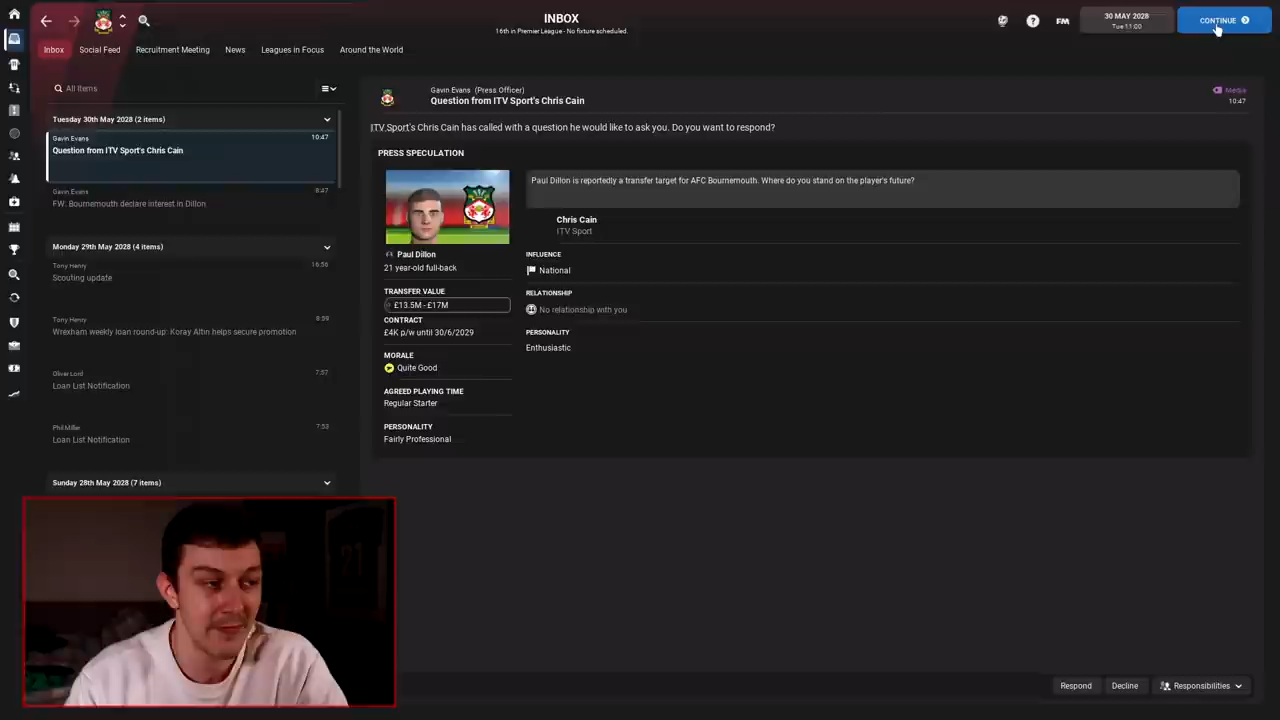 INBOX
16th in Premier League - No fixture scheduled.
FM
30 MAY 2028
Tue 11:00
CONTINUE
Inbox
Social Feed
Recruitment Meeting
News
Leagues in Focus
Around the World
All Items
Tuesday 30th May 2028 (2 items)
Gavin Evans
10:47
Question from ITV Sport's Chris Cain
Gavin Evans
8:47
FW: Bournemouth declare interest in Dillon
Monday 29th May 2028 (4 items)
Tony Henry
16:56
Scouting update
Tony Henry
8:59
Wrexham weekly loan round-up: Koray Altin helps secure promotion
Oliver Lord
7:57
Loan List Notification
Phil Miller
7:53
Loan List Notification
Sunday 28th May 2028 (7 items)
Gavin Evans (Press Officer)
Question from ITV Sport's Chris Cain
Media
10:47
ITV Sport's Chris Cain has called with a question he would like to ask you. Do you want to respond?
PRESS SPECULATION
Paul Dillon
21 year-old full-back
TRANSFER VALUE
£13.5M - £17M
CONTRACT
£4K p/w until 30/6/2029
MORALE
Quite Good
AGREED PLAYING TIME
Regular Starter
PERSONALITY
Fairly Professional
Paul Dillon is reportedly a transfer target for AFC Bournemouth. Where do you stand on the player's future?
Chris Cain
ITV Sport
INFLUENCE
National
RELATIONSHIP
No relationship with you
PERSONALITY
Enthusiastic
Respond
Decline
Responsibilities